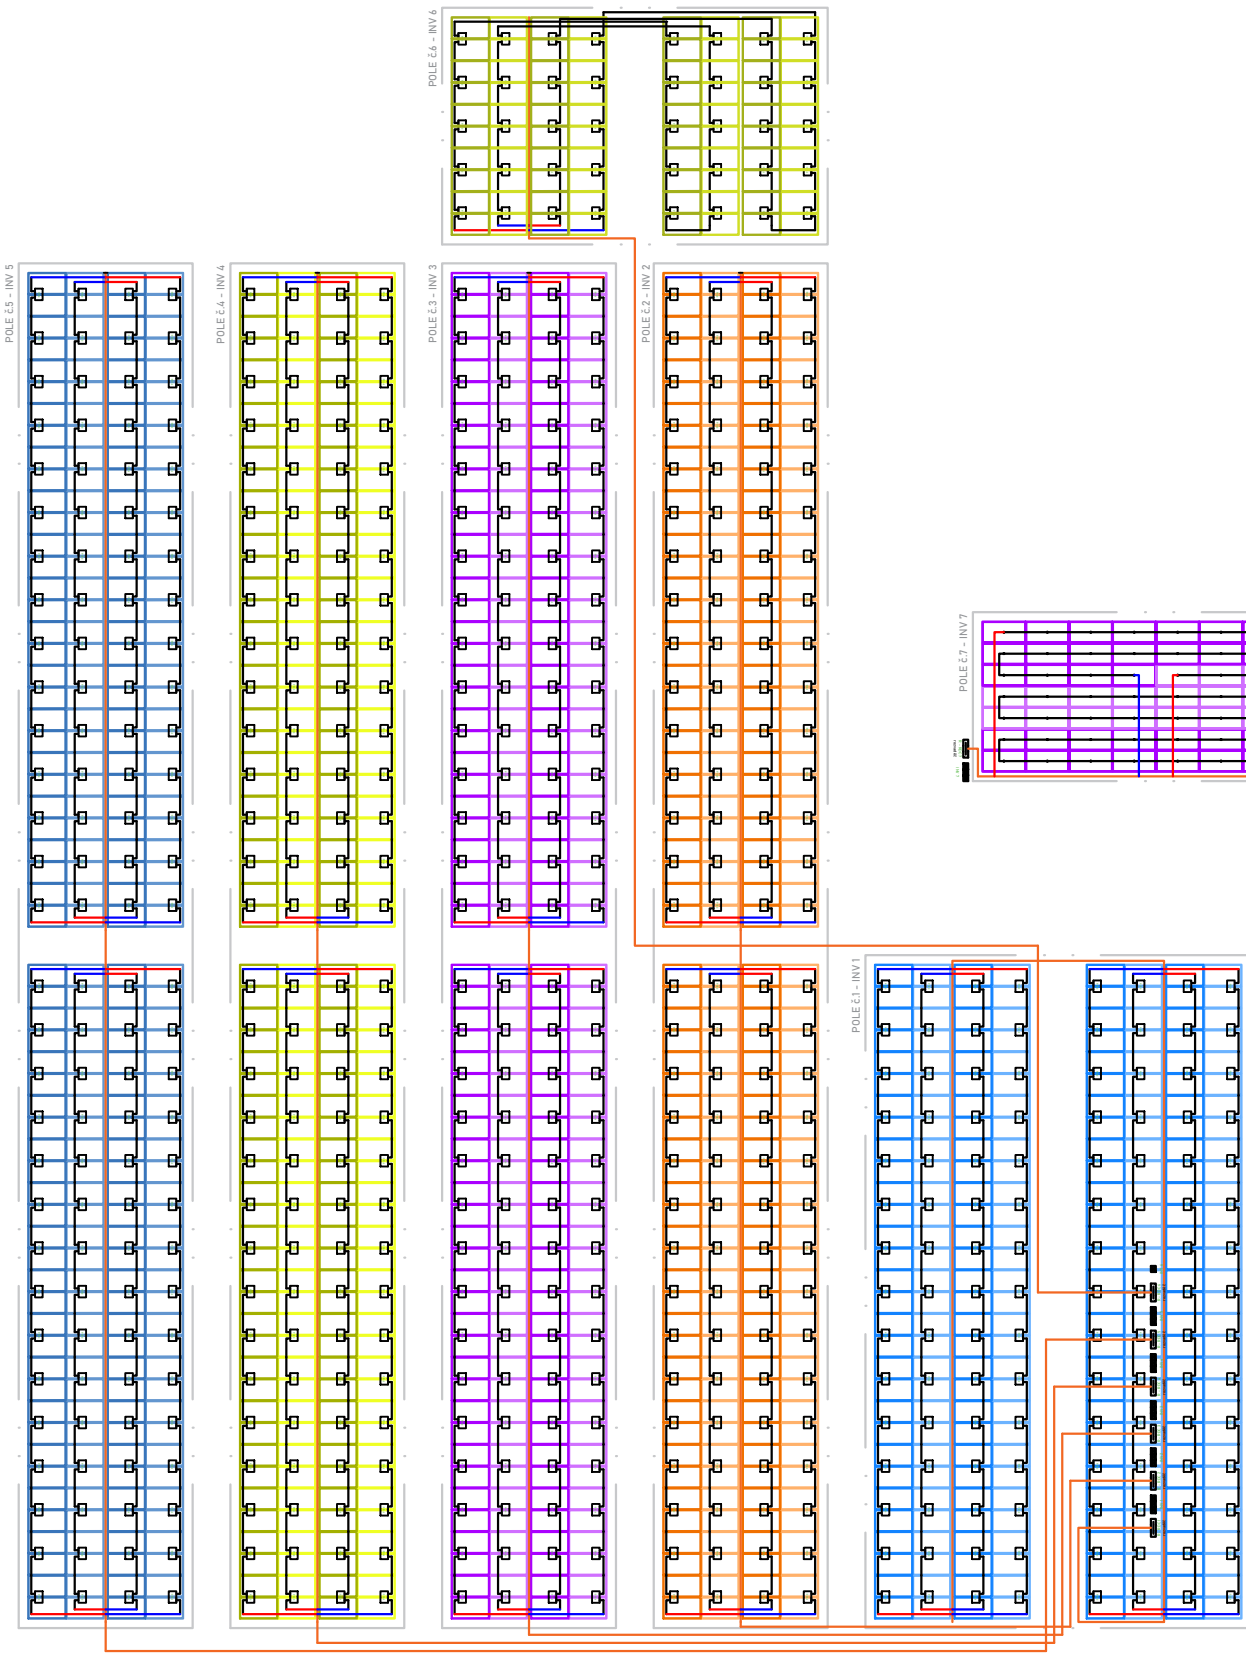 POLE č.6 - INV 6
POLE č.5 - INV 5
POLE č.4 - INV 4
POLE č.3 - INV 3
POLE č.2 - INV 2
POLE č.7 - INV 7
POLE č.1 - INV 1